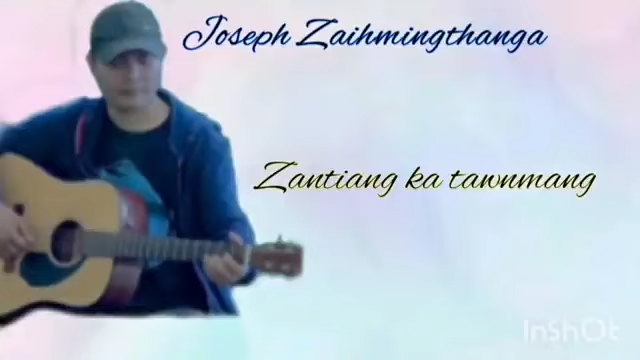 Joseph Zaihmingthanga
Zantiang ka tawnmang
InShOt